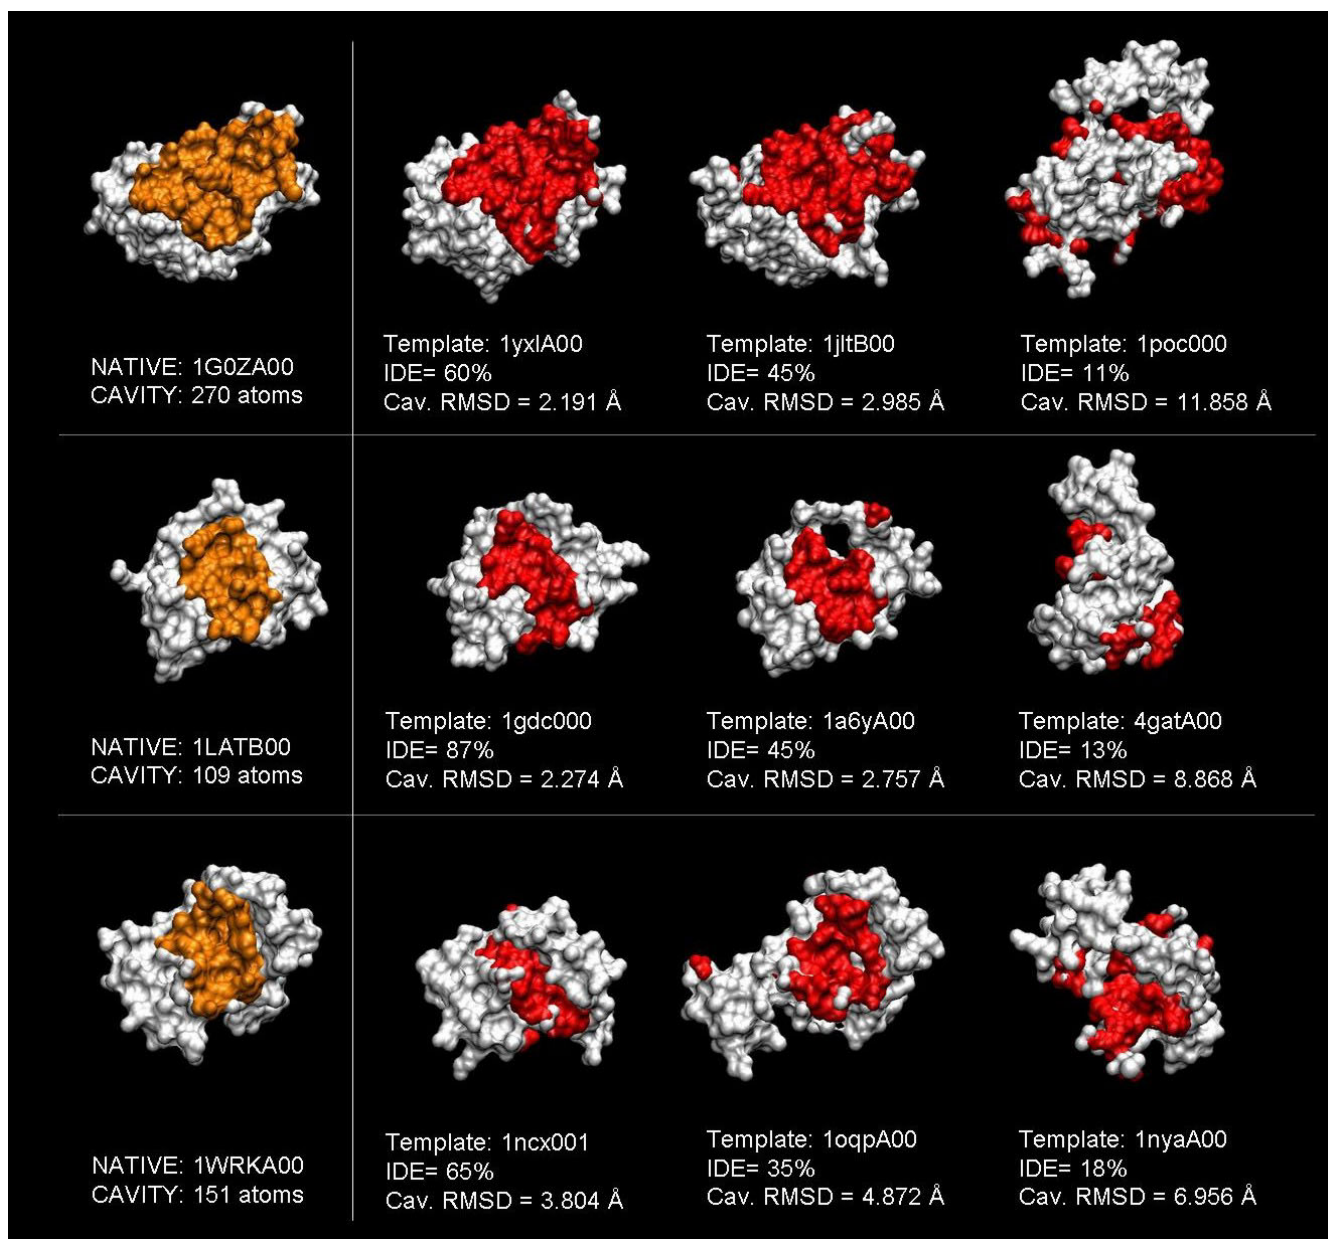 NATIVE: 1G0ZA00
CAVITY: 270 atoms
Template: 1yxlA00
IDE= 60%
Cav. RMSD = 2.191 Å
Template: 1jltB00
IDE= 45%
Cav. RMSD = 2.985 Å
Template: 1poc000
IDE= 11%
Cav. RMSD = 11.858 Å
NATIVE: 1LATB00
CAVITY: 109 atoms
Template: 1gdc000
IDE= 87%
Cav. RMSD = 2.274 Å
Template: 1a6yA00
IDE= 45%
Cav. RMSD = 2.757 Å
Template: 4gatA00
IDE= 13%
Cav. RMSD = 8.868 Å
NATIVE: 1WRKA00
CAVITY: 151 atoms
Template: 1ncx001
IDE= 65%
Cav. RMSD = 3.804 Å
Template: 1oqpA00
IDE= 35%
Cav. RMSD = 4.872 Å
Template: 1nyaA00
IDE= 18%
Cav. RMSD = 6.956 Å